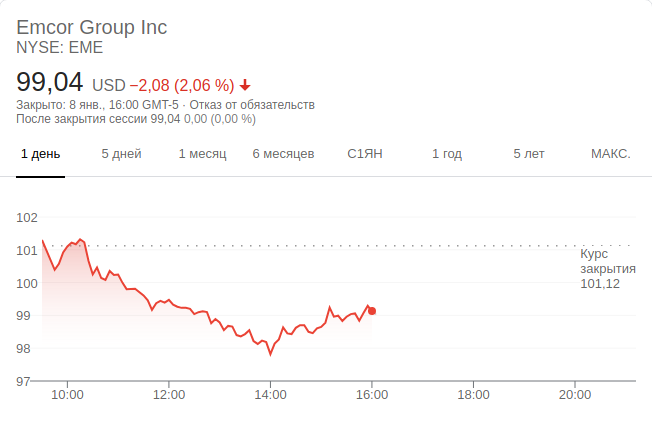 Emcor Group Inc
NYSE: EME
99,04 USD −2,08 (2,06 %)
Закрыто: 8 янв., 16:00 GMT-5 · Отказ от обязательств
После закрытия сессии 99,04 0,00 (0,00 %)
1 день 5 дней 1 месяц 6 месяцев С1ЯН 1 год 5 лет МАКС.
102
101
100
99
98
97
Курс
закрытия
101,12
10:00 12:00 14:00 16:00 18:00 20:00